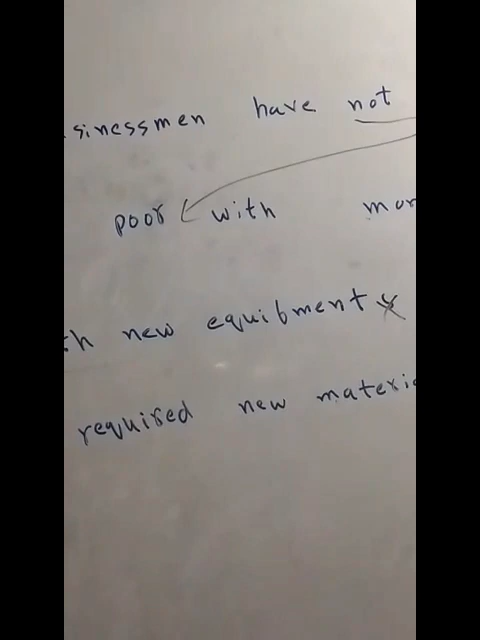 sinessmen have not
poor with mor
h new equibment
required new materi